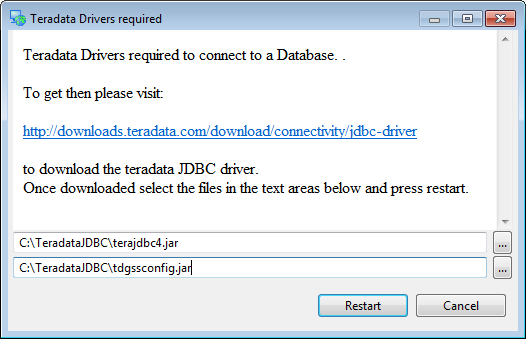 Teradata Drivers required
Teradata Drivers required to connect to a Database. .
To get then please visit:
http://downloads.teradata.com/download/connectivity/jdbc-driver
to download the teradata JDBC driver.
Once downloaded select the files in the text areas below and press restart.
C:\TeradataJDBC\terajdbc4.jar
...
C:\TeradataJDBC\tdgssconfig.jar
...
Restart
Cancel